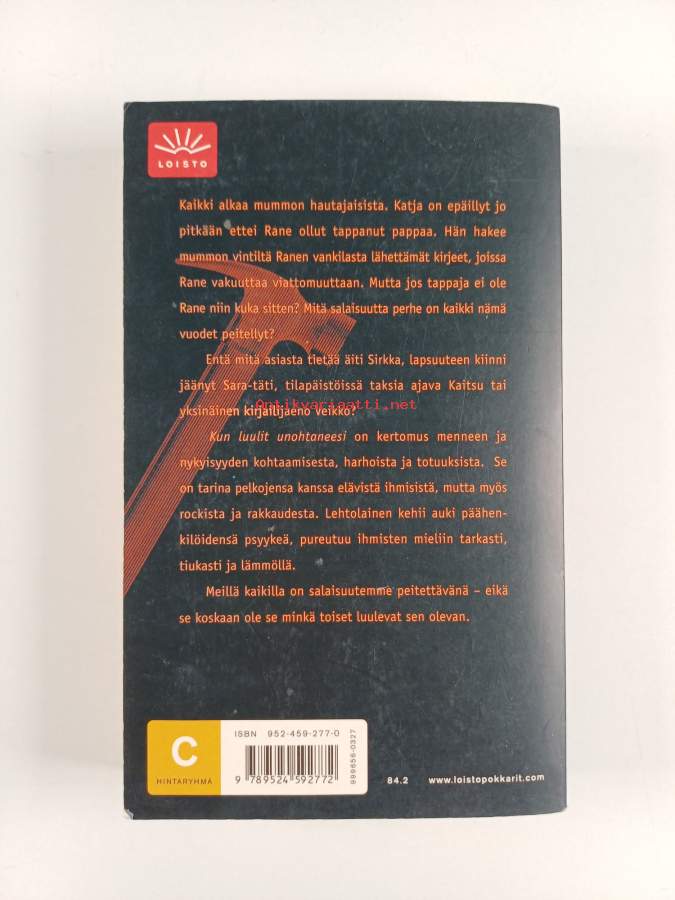 LOISTO
Kaikki alkaa mummon hautajaisista. Katja on epäillyt jo
pitkään ettei Rane ollut tappanut pappaa. Hän hakee
mummon vintiltä Ranen vankilasta lähettämät kirjeet, joissa
Rane vakuuttaa viattomuuttaan. Mutta jos tappaja ei ole
Rane niin kuka sitten? Mitä salaisuutta perhe on kaikki nämä
vuodet peitellyt?
Entä mitä asiasta tietää äiti Sirkka, lapsuuteen kiinni
jäänyt Sara-täti, tilapäistöissä taksia ajava Kaitsu tai
Antikvariaatti.net
yksinäinen kirjailijaeno Veikko?
Kun luulit unohtaneesi on kertomus menneen ja
nykyisyyden kohtaamisesta, harhoista ja totuuksista. Se
on tarina pelkojensa kanssa elävistä ihmisistä, mutta myös
rockista ja rakkaudesta. Lehtolainen kehii auki päähen-
kilöidensä psyykeä, pureutuu ihmisten mieliin tarkasti,
tiukasti ja lämmöllä.
Meillä kaikilla on salaisuutemme peitettävänä – eikä
se koskaan ole se minkä toiset luulevat sen olevan.
C
HINTARYHMÄ
ISBN 952-459-277-0
9 789524 592772
999656-0327
84.2
www.loistopokkarit.com